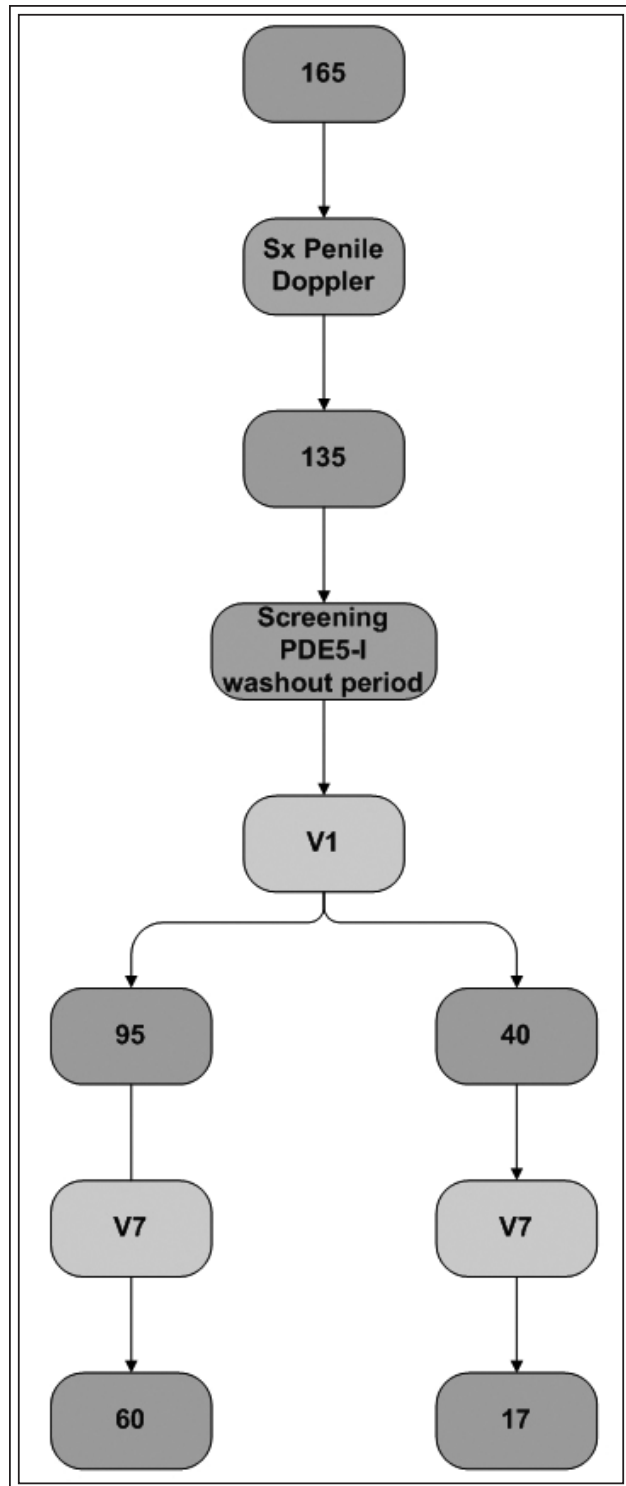 165
Sx Penile
Doppler
135
Screening
PDE5-I
washout period
V1
95
40
V7
V7
60
17